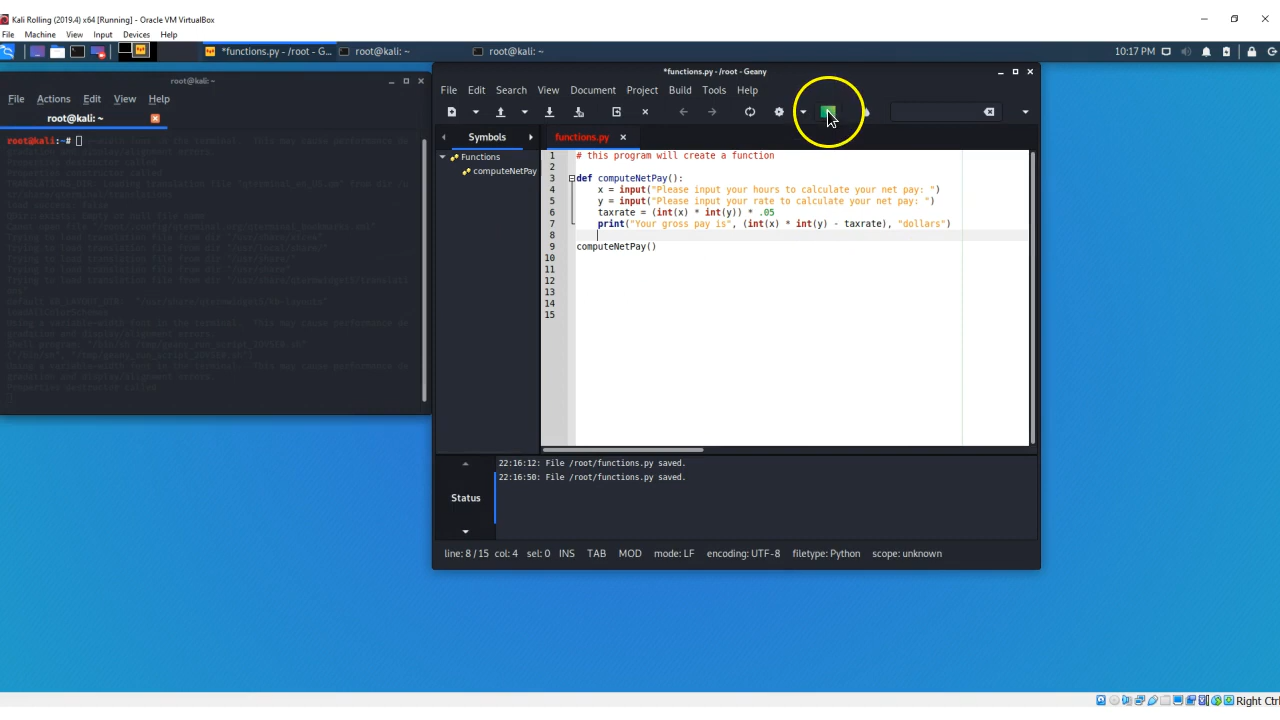 Kali Rolling (2019.4) x64 [Running] - Oracle VM VirtualBox
File Machine View Input Devices Help
*functions.py - /root - G... root@kali: ~ root@kali: ~ 10:17 PM
root@kali: ~
File Actions Edit View Help
root@kali: ~
root@kali:~#
*functions.py - /root - Geany
File Edit Search View Document Project Build Tools Help
Symbols functions.py
Functions
computeNetPay
1 # this program will create a function
2
3 def computeNetPay():
4 x = input("Please input your hours to calculate your net pay: ")
5 y = input("Please input your rate to calculate your net pay: ")
6 taxrate = (int(x) * int(y)) * .05
7 print("Your gross pay is", (int(x) * int(y) - taxrate), "dollars")
8
9 computeNetPay()
10
11
12
13
14
15
22:16:12: File /root/functions.py saved.
22:16:50: File /root/functions.py saved.
Status
line: 8 / 15 col: 4 sel: 0 INS TAB MOD mode: LF encoding: UTF-8 filetype: Python scope: unknown
Right Ctrl